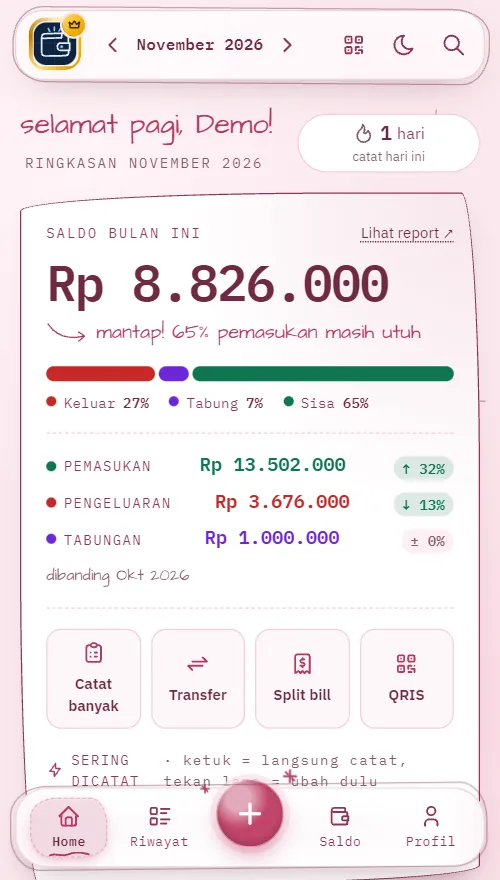 November 2026
selamat pagi, Demo!
1 hari
catat hari ini
RINGKASAN NOVEMBER 2026
SALDO BULAN INI
Lihat report ↗
Rp 8.826.000
mantap! 65% pemasukan masih utuh
Keluar 27% Tabung 7% Sisa 65%
PEMASUKAN Rp 13.502.000 ↑ 32%
PENGELUARAN Rp 3.676.000 ↓ 13%
TABUNGAN Rp 1.000.000 ± 0%
dibanding Okt 2026
Catat
banyak
Transfer
Split bill
QRIS
SERING
DICATAT
· ketuk = langsung catat,
tekan = ubah dulu
Home
Riwayat
Saldo
Profil